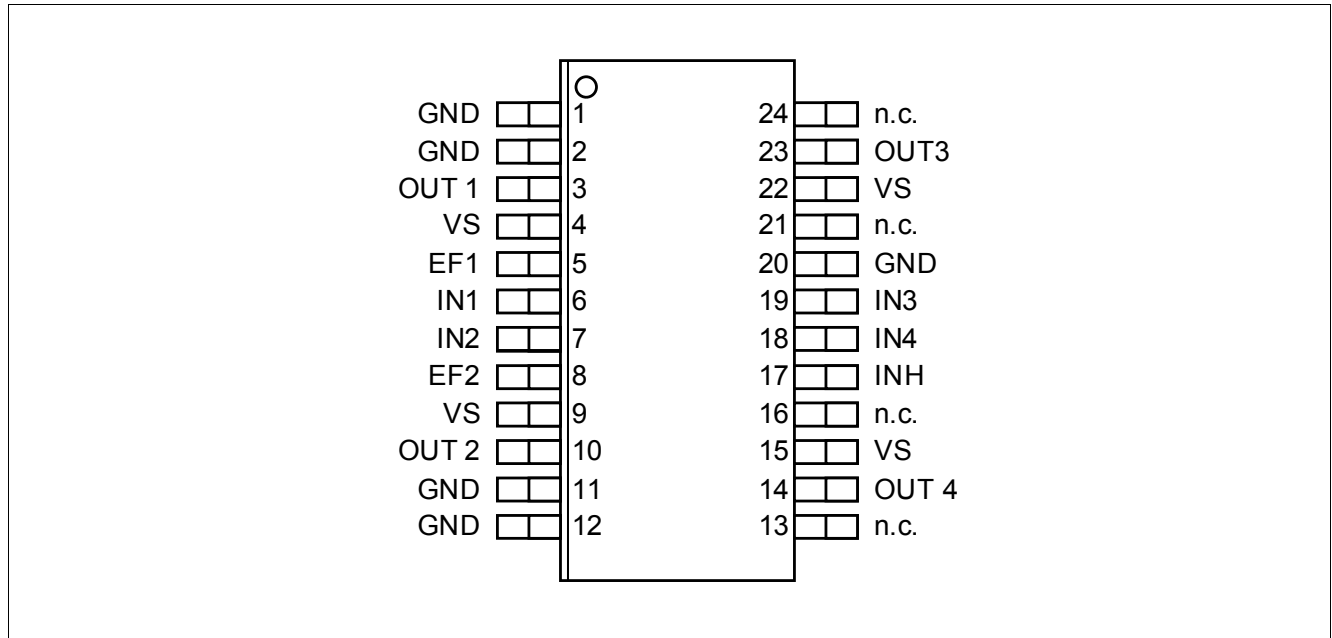 GND 1 24 n.c.
GND 2 23 OUT3
OUT 1 3 22 VS
VS 4 21 n.c.
EF1 5 20 GND
IN1 6 19 IN3
IN2 7 18 IN4
EF2 8 17 INH
VS 9 16 n.c.
OUT 2 10 15 VS
GND 11 14 OUT 4
GND 12 13 n.c.